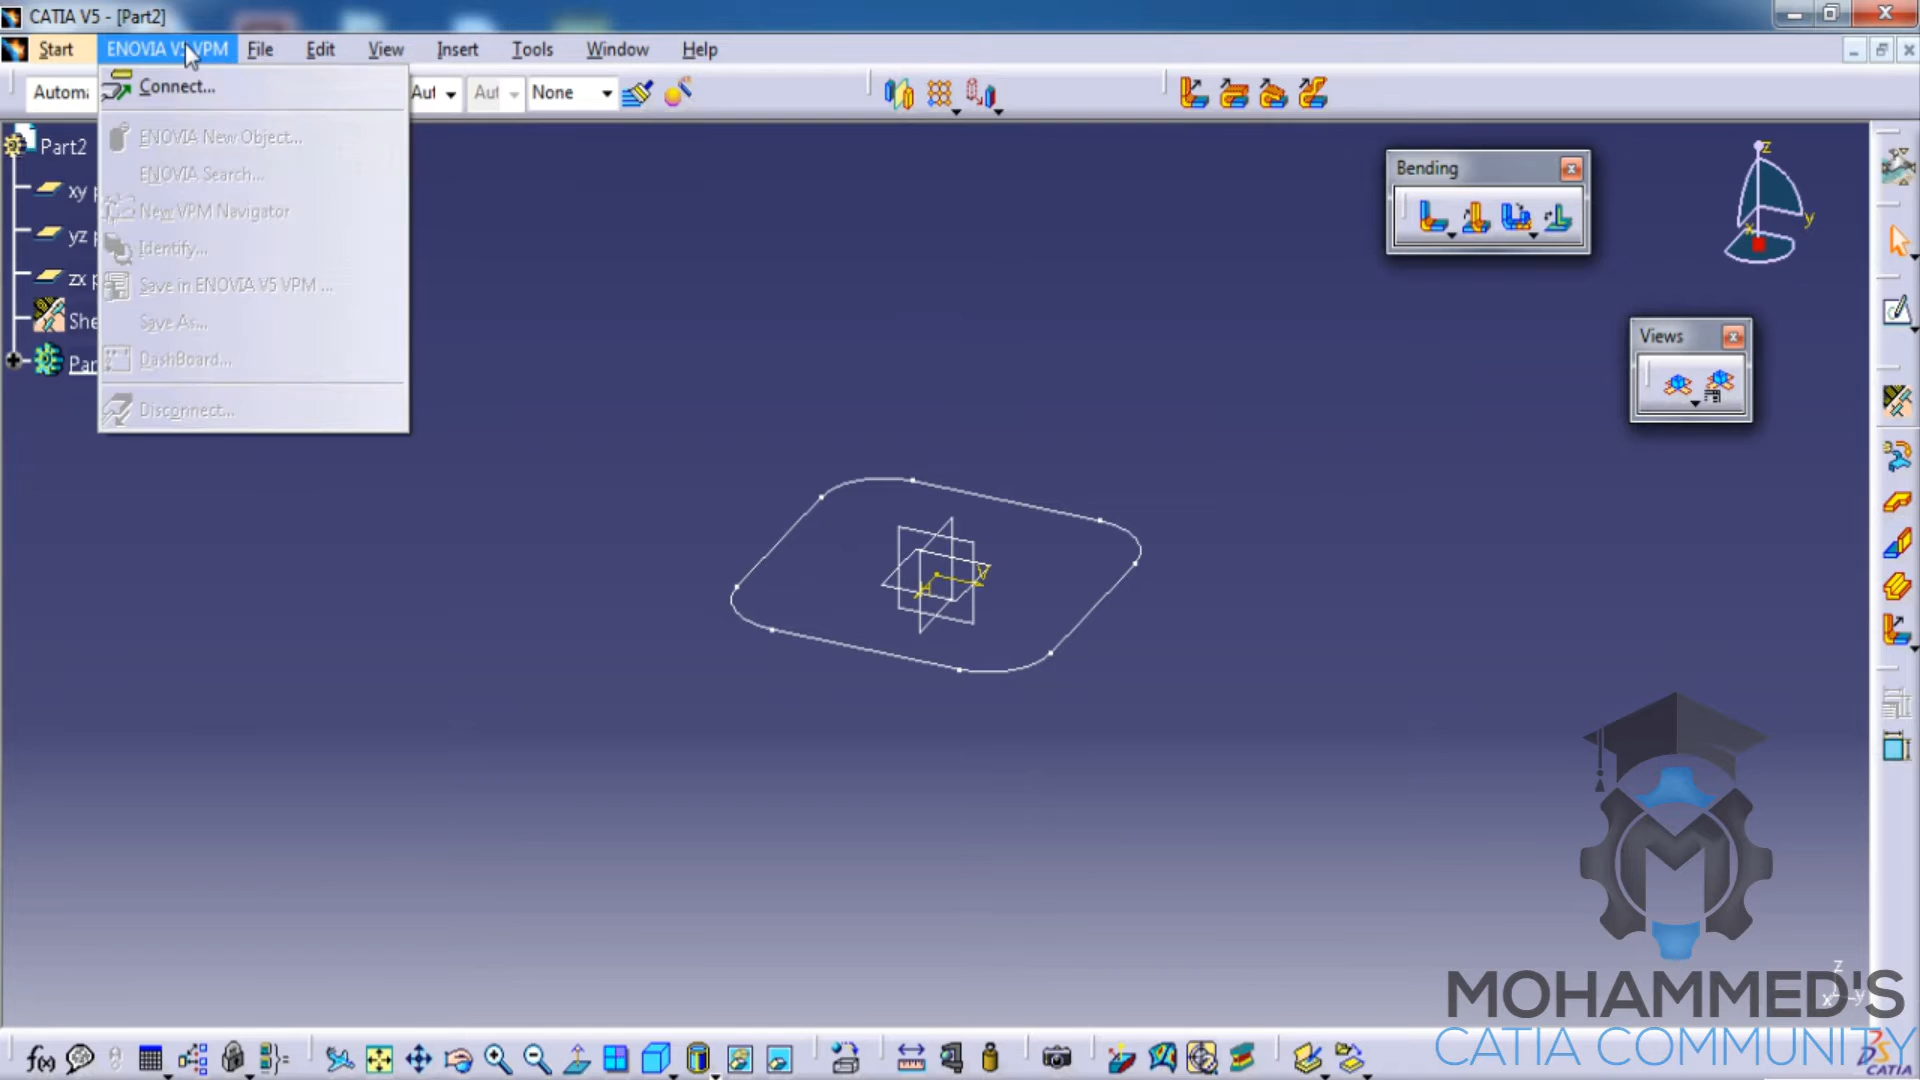 CATIA V5 - [Part2]
Start ENOVIA V5 VPM File Edit View Insert Tools Window Help
Aut Aut None
Connect...
ENOVIA New Object...
ENOVIA Search...
New VPM Navigator
Identify...
Save in ENOVIA V5 VPM ...
Save As...
DashBoard...
Disconnect...
Part2
xy
yz
zx
She
Par
Bending
Views
z
y
x
V
H
z
x
y
MOHAMMED'S
CATIA COMMUNITY
f(x)
CATIA